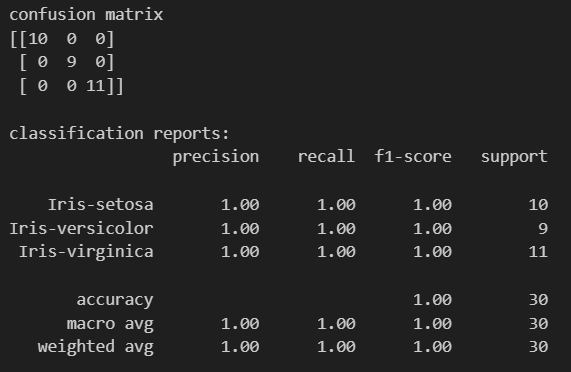 confusion matrix
[[10  0  0]
 [ 0  9  0]
 [ 0  0 11]]
classification reports:
                 precision    recall  f1-score   support
    Iris-setosa       1.00      1.00      1.00        10
Iris-versicolor       1.00      1.00      1.00         9
 Iris-virginica       1.00      1.00      1.00        11
       accuracy                           1.00        30
      macro avg       1.00      1.00      1.00        30
   weighted avg       1.00      1.00      1.00        30